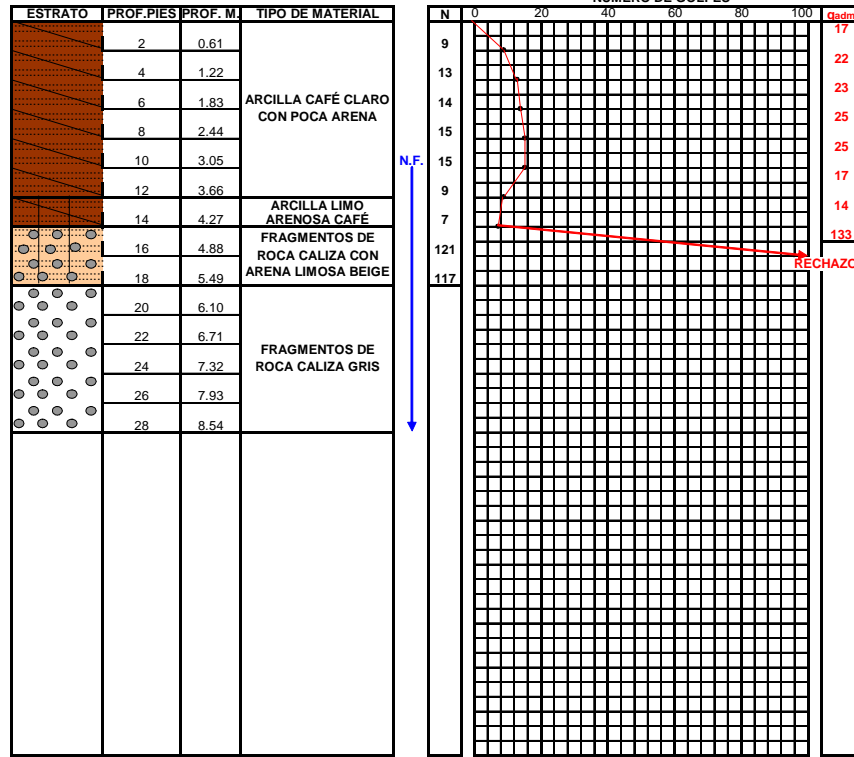 NUMERO DE GOLPES
ESTRATO PROF.PIES PROF. M. TIPO DE MATERIAL N 0 20 40 60 80 100 qadm
17
2 0.61 9
22
4 1.22 13
23
6 1.83 ARCILLA CAFÉ CLARO 14
CON POCA ARENA 25
8 2.44 15
25
10 3.05 N.F. 15
17
12 3.66 9
ARCILLA LIMO 14
14 4.27 ARENOSA CAFÉ 7
FRAGMENTOS DE 133
16 4.88 ROCA CALIZA CON 121
ARENA LIMOSA BEIGE RECHAZO
18 5.49 117
20 6.10
22 6.71
FRAGMENTOS DE
24 7.32 ROCA CALIZA GRIS
26 7.93
28 8.54